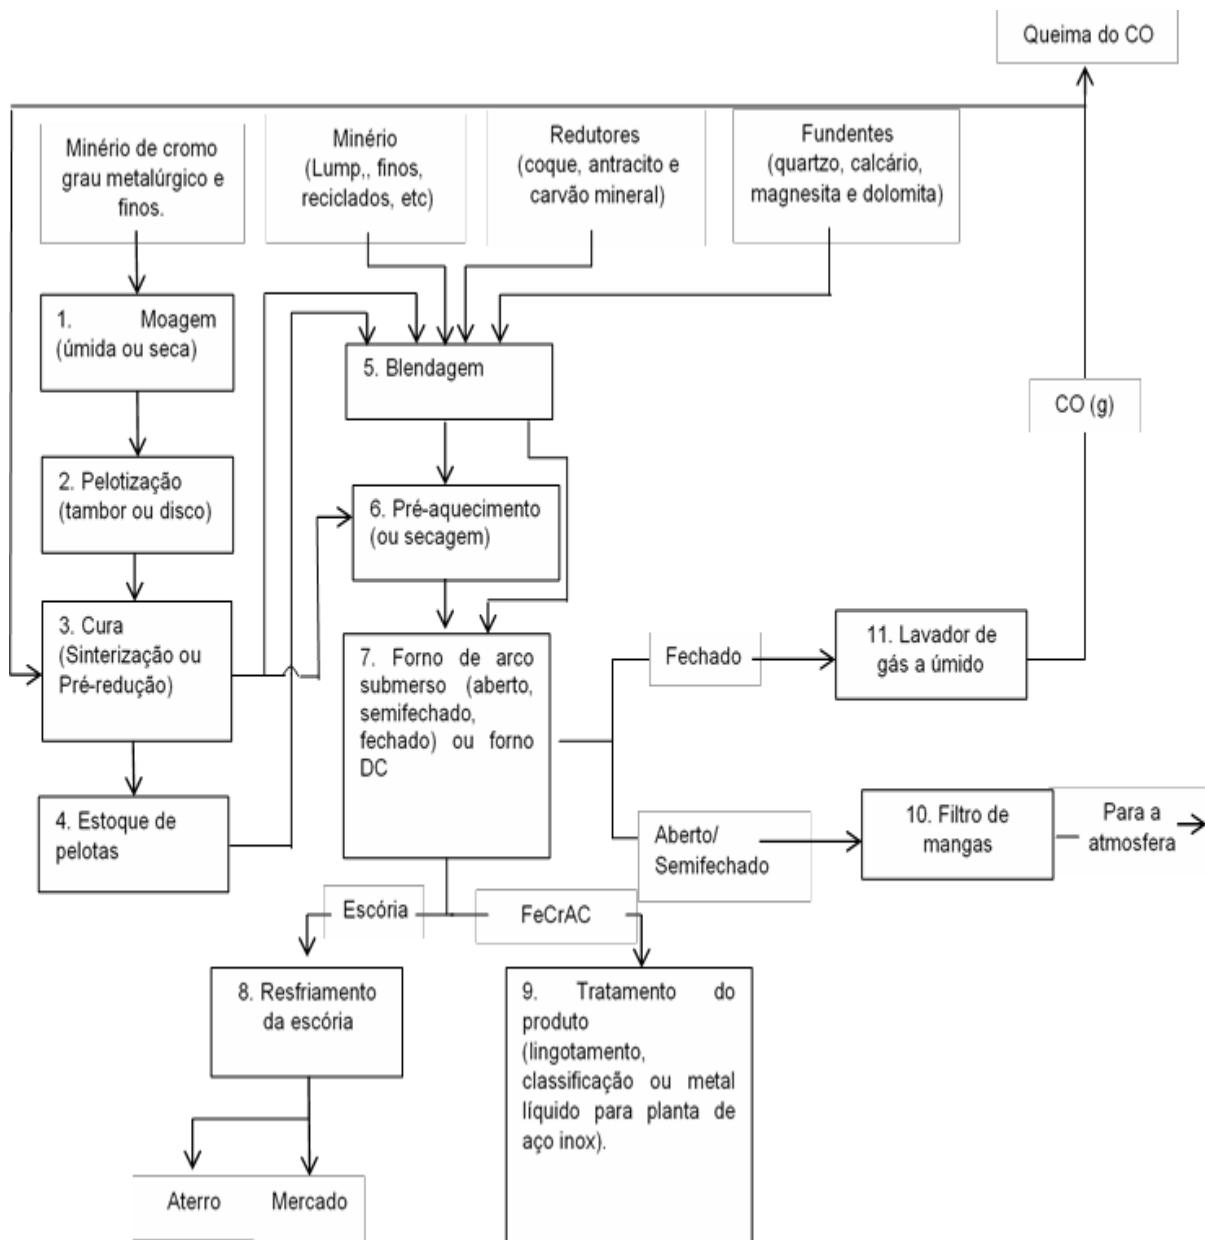 Queima do CO
Minério de cromo
grau metalúrgico e
finos.
Minério
(Lump,, finos,
reciclados, etc)
Redutores
(coque, antracito e
carvão mineral)
Fundentes
(quartzo, calcário,
magnesita e dolomita)
1. Moagem
(úmida ou seca)
5. Blendagem
CO (g)
2. Pelotização
(tambor ou disco)
6. Pré-aquecimento
(ou secagem)
3. Cura
(Sinterização ou
Pré-redução)
7. Forno de arco
submerso (aberto,
semifechado,
fechado) ou forno
DC
Fechado
11. Lavador de
gás a úmido
4. Estoque de
pelotas
Aberto/
Semifechado
10. Filtro de
mangas
Para a
atmosfera
Escória
FeCrAC
8. Resfriamento
da escória
9. Tratamento do
produto
(lingotamento,
classificação ou metal
líquido para planta de
aço inox).
Aterro
Mercado